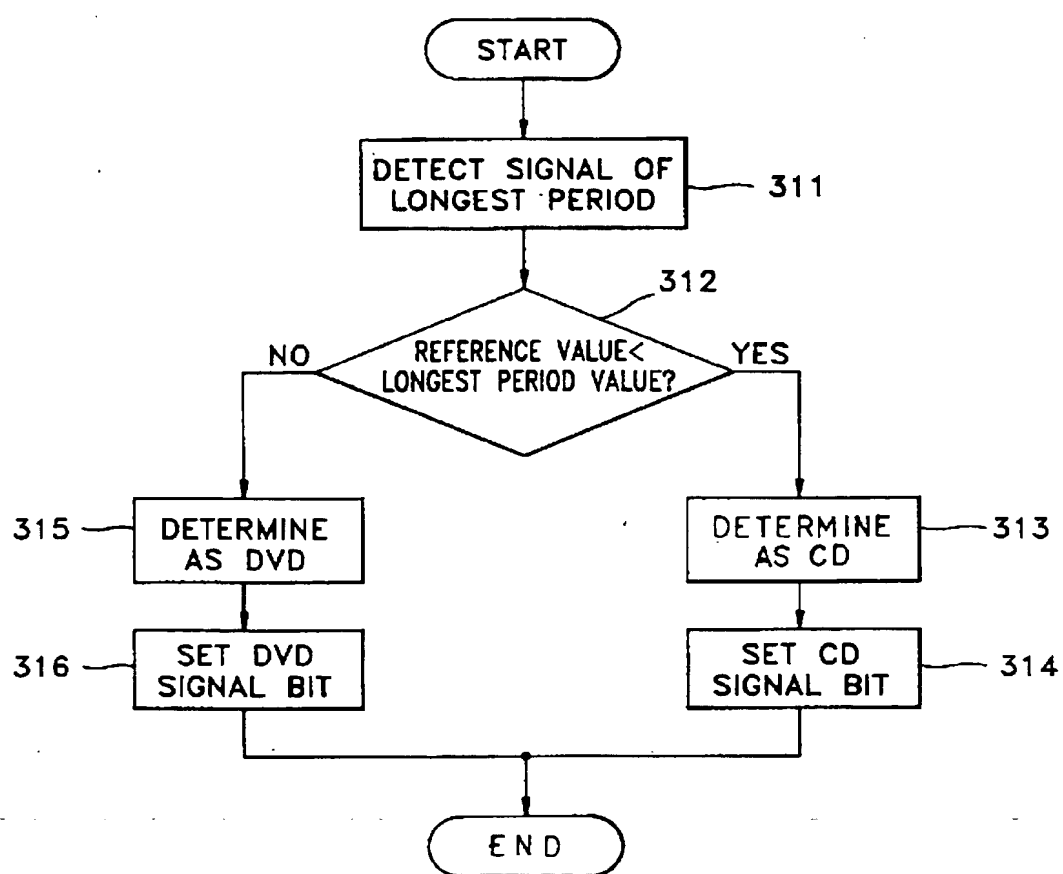 START
DETECT SIGNAL OF
LONGEST PERIOD
311
312
NO
REFERENCE VALUE<
LONGEST PERIOD VALUE?
YES
315
DETERMINE
AS DVD
DETERMINE
AS CD
313
316
SET DVD
SIGNAL BIT
SET CD
SIGNAL BIT
314
END